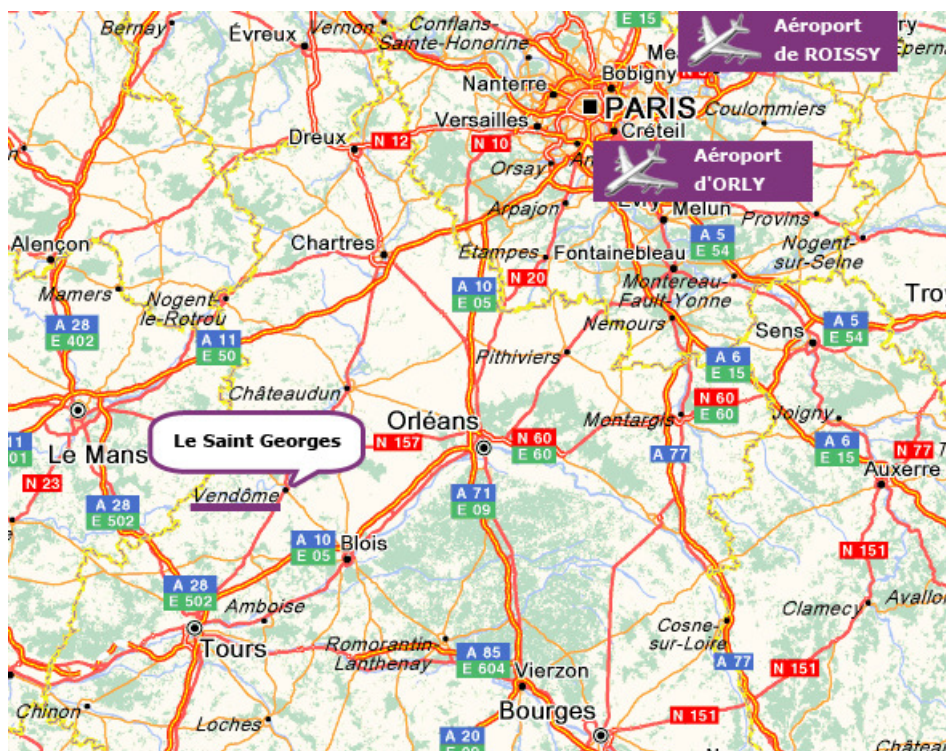 Bernay
Évreux
Vernon
Conflans-
Sainte-Honorine
E 15
Aéroport
de ROISSY
Nanterre
Bobigny
PARIS
Coulommiers
Versailles
Créteil
Dreux
N 12
N 10
Orsay
Aéroport
d'ORLY
Arpajon
Évry
Melun
Provins
Alençon
Chartres
Étampes
Fontainebleau
A 5
E 54
Nogent-
sur-Seine
Mamers
Nogent-
le-Rotrou
A 10
E 05
N 20
Montereau-
Fault-Yonne
A 28
E 402
A 11
E 50
Nemours
Sens
A 5
E 54
Pithiviers
A 6
E 15
Châteaudun
Orléans
N 60
E 60
Montargis
N 60
E 60
Joigny
Le Saint Georges
N 157
Le Mans
N 23
A 77
A 6
E 15
N 77
Auxerre
Vendôme
A 28
E 502
A 71
E 09
A 10
E 05
Blois
N 151
A 28
E 502
Amboise
Clamecy
Tours
Romorantin-
Lanthenay
A 85
E 604
Cosne-
sur-Loire
Vierzon
A 77
N 151
Chinon
Loches
Bourges
N 151
A 20